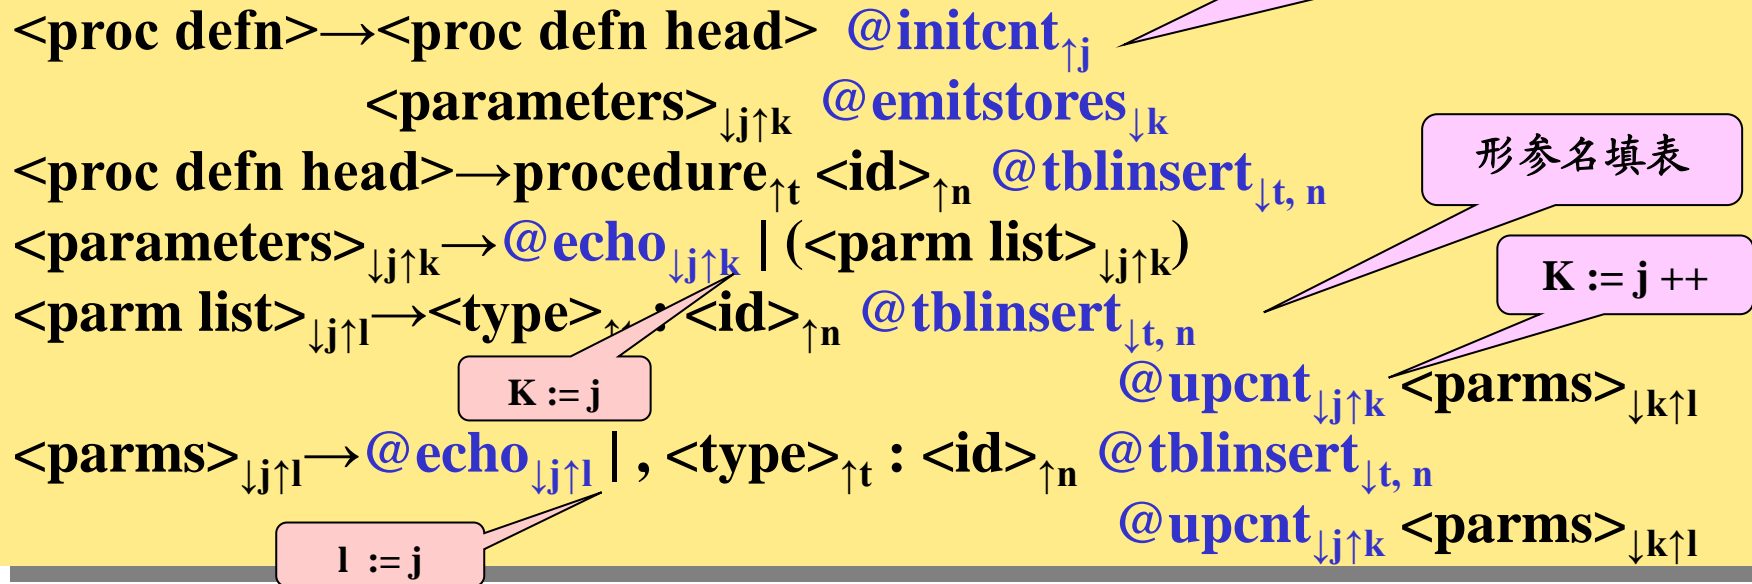 <proc defn>→<proc defn head> @initcnt↑j
<parameters>↓j↑k @emitstores↓k
形参名填表
<proc defn head>→procedure↑t <id>↑n @tblinsert↓t, n
<parameters>↓j↑k→@echo↓j↑k | (<parm list>↓j↑k)
K := j ++
<parm list>↓j↑l→<type>↑t : <id>↑n @tblinsert↓t, n
K := j
@upcnt↓j↑k <parms>↓k↑l
<parms>↓j↑l→@echo↓j↑l | , <type>↑t : <id>↑n @tblinsert↓t, n
@upcnt↓j↑k <parms>↓k↑l
l := j